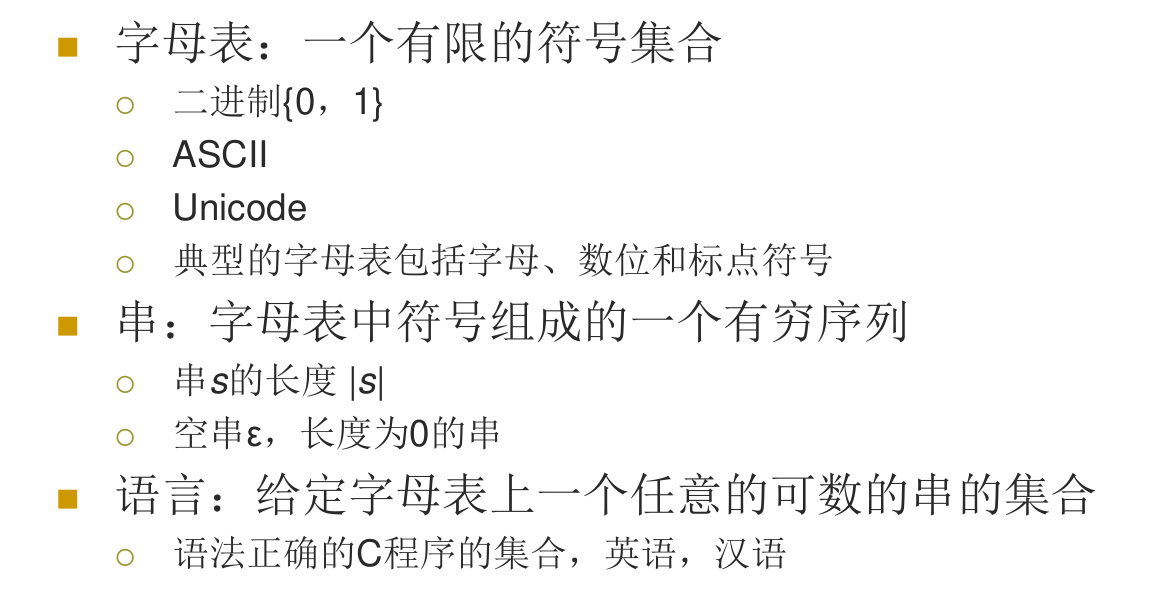 字母表：一个有限的符号集合
二进制{0，1}
ASCII
Unicode
典型的字母表包括字母、数位和标点符号
串：字母表中符号组成的一个有穷序列
串s的长度 |s|
空串ε，长度为0的串
语言：给定字母表上一个任意的可数的串的集合
语法正确的C程序的集合，英语，汉语